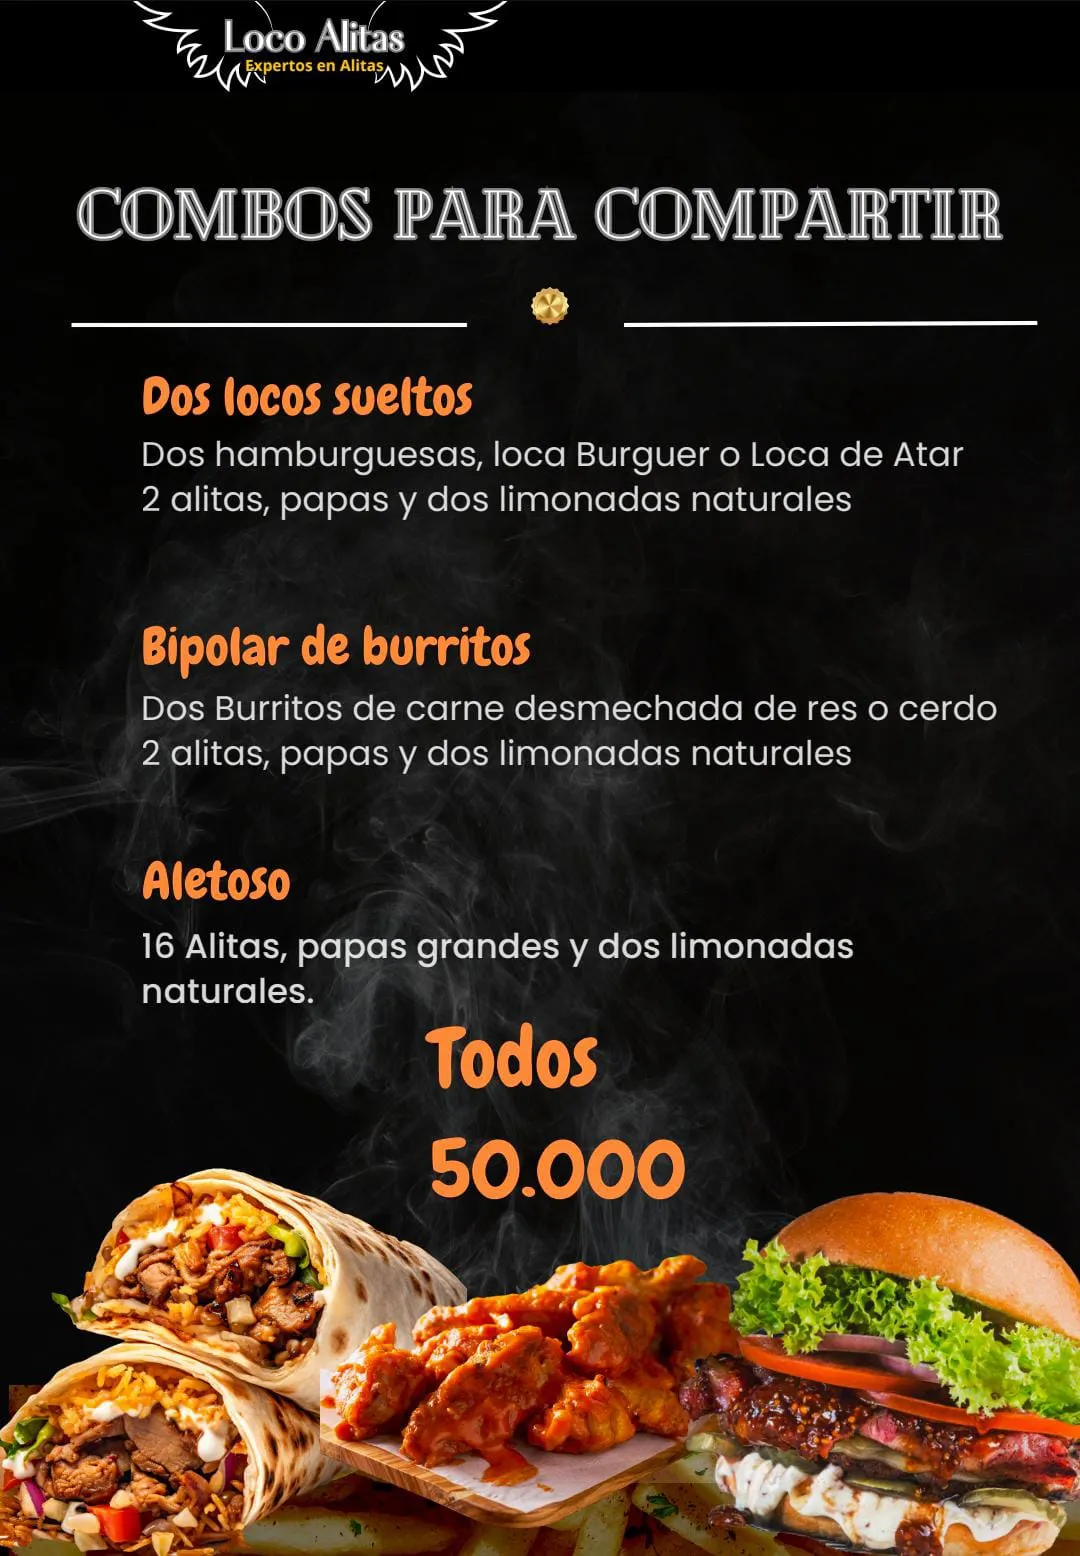 Loco Alitas
Expertos en Alitas
COMBOS PARA COMPARTIR
Dos locos sueltos
Dos hamburguesas, loca Burguer o Loca de Atar
2 alitas, papas y dos limonadas naturales
Bipolar de burritos
Dos Burritos de carne desmechada de res o cerdo
2 alitas, papas y dos limonadas naturales
Aletoso
16 Alitas, papas grandes y dos limonadas
naturales.
Todos
50.000